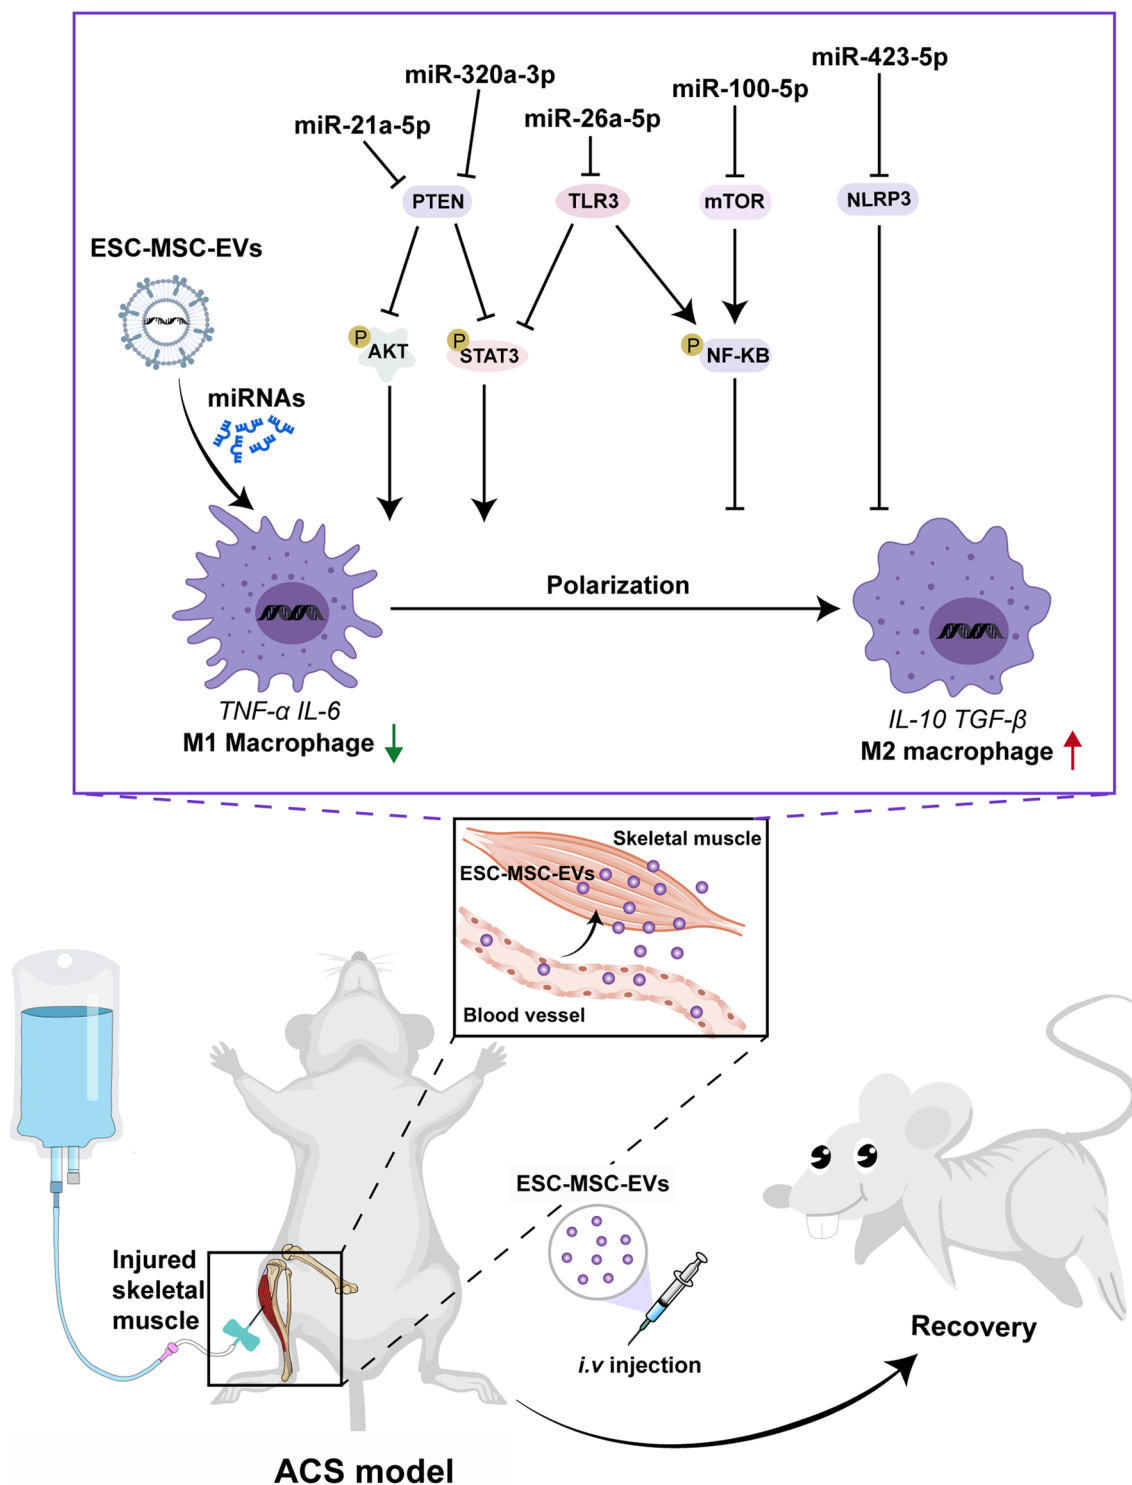 miR-423-5p
miR-320a-3p
miR-100-5p
miR-21a-5p
miR-26a-5p
PTEN
TLR3
mTOR
NLRP3
ESC-MSC-EVs
P
AKT
P
STAT3
P
NF-KB
miRNAs
Polarization
TNF-α IL-6
M1 Macrophage
IL-10 TGF-β
M2 macrophage
Skeletal muscle
ESC-MSC-EVs
Blood vessel
ESC-MSC-EVs
Injured
skeletal
muscle
i.v injection
Recovery
ACS model